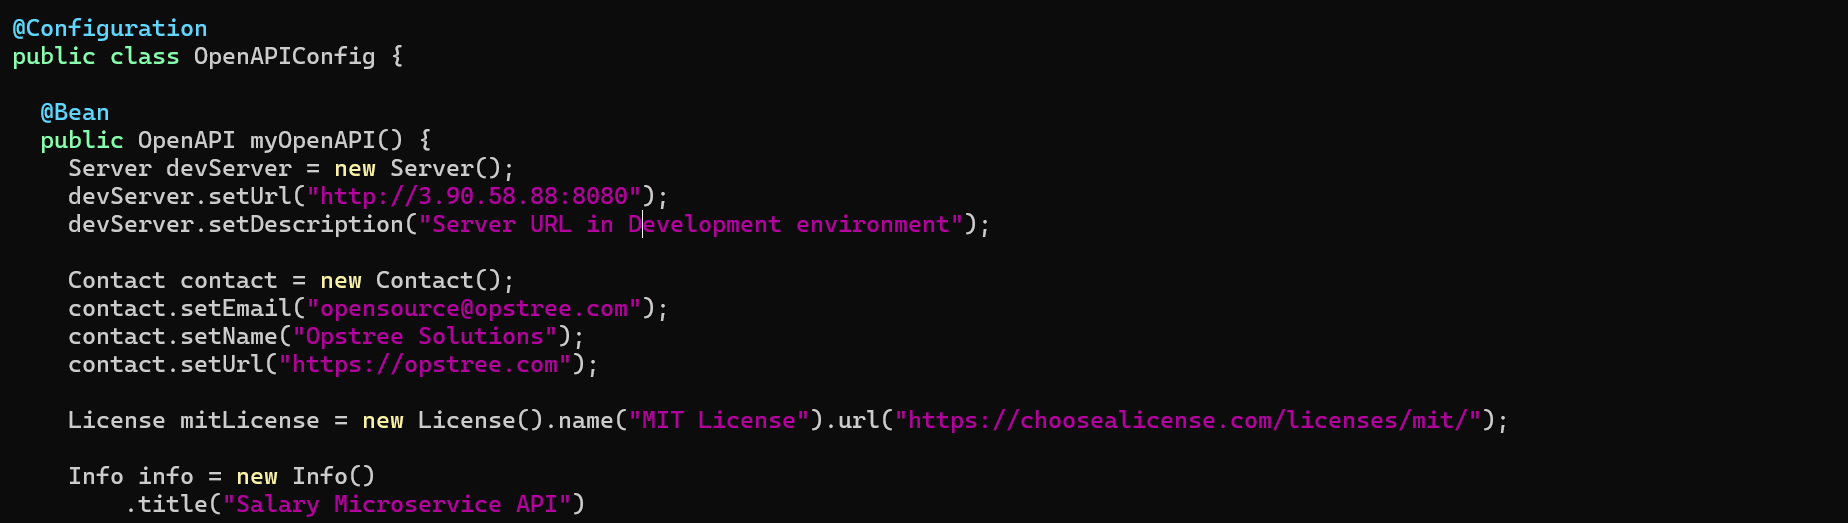 @Configuration
public class OpenAPIConfig {
@Bean
public OpenAPI myOpenAPI() {
Server devServer = new Server();
devServer.setUrl("http://3.90.58.88:8080");
devServer.setDescription("Server URL in Development environment");
Contact contact = new Contact();
contact.setEmail("opensource@opstree.com");
contact.setName("Opstree Solutions");
contact.setUrl("https://opstree.com");
License mitLicense = new License().name("MIT License").url("https://choosealicense.com/licenses/mit/");
Info info = new Info()
.title("Salary Microservice API")